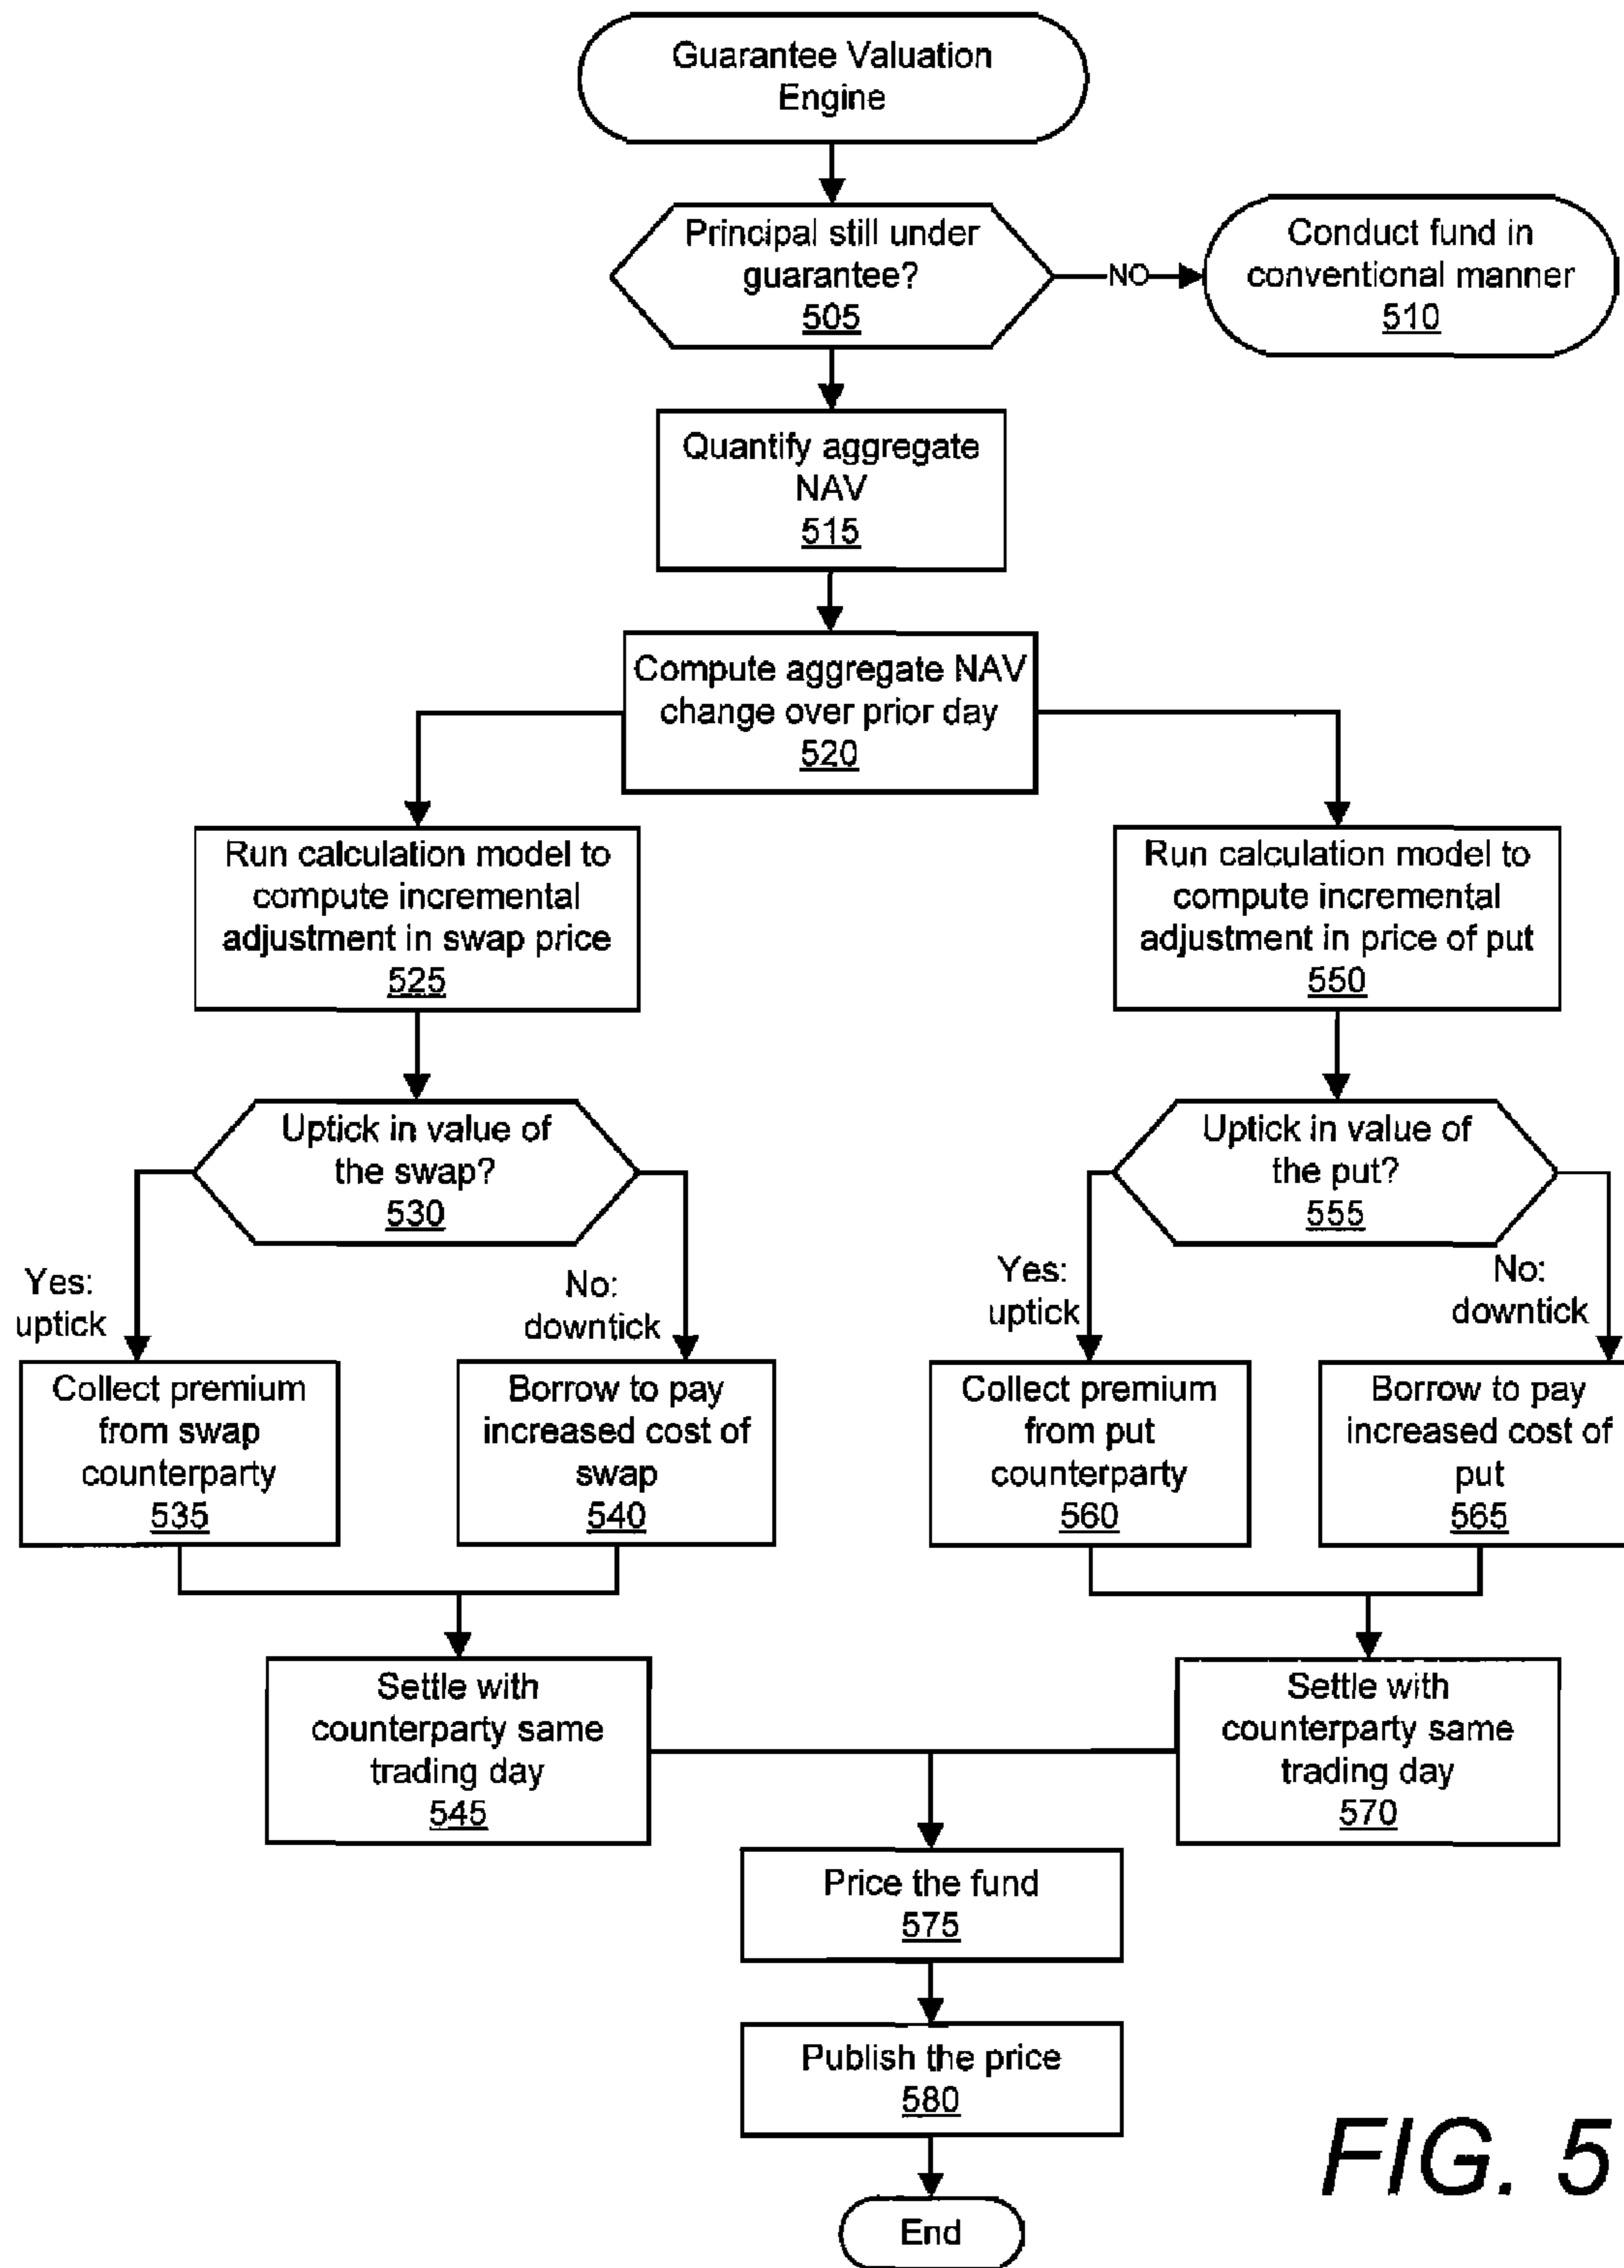 Guarantee Valuation
Engine
Principal still under
guarantee?
505
NO
Conduct fund in
conventional manner
510
Quantify aggregate
NAV
515
Compute aggregate NAV
change over prior day
520
Run calculation model to
compute incremental
adjustment in swap price
525
Run calculation model to
compute incremental
adjustment in price of put
550
Uptick in value of
the swap?
530
Uptick in value of
the put?
555
Yes:
uptick
No:
downtick
Yes:
uptick
No:
downtick
Collect premium
from swap
counterparty
535
Borrow to pay
increased cost of
swap
540
Collect premium
from put
counterparty
560
Borrow to pay
increased cost of
put
565
Settle with
counterparty same
trading day
545
Settle with
counterparty same
trading day
570
Price the fund
575
Publish the price
580
End
FIG. 5